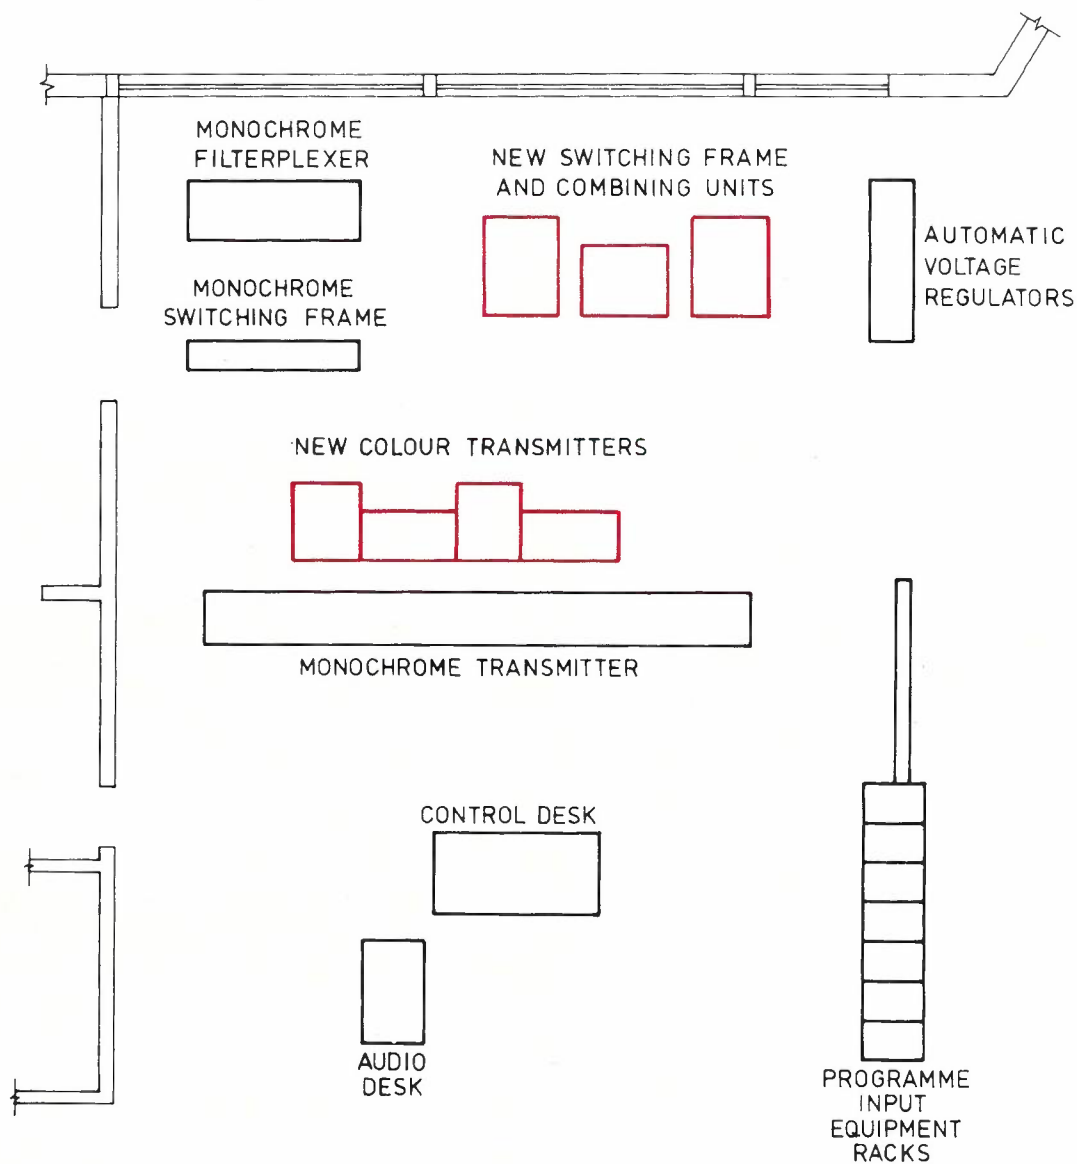 MONOCHROME
FILTERPLEXER
NEW SWITCHING FRAME
AND COMBINING UNITS
AUTOMATIC
VOLTAGE
REGULATORS
MONOCHROME
SWITCHING FRAME
NEW COLOUR TRANSMITTERS
MONOCHROME TRANSMITTER
CONTROL DESK
AUDIO
DESK
PROGRAMME
INPUT
EQUIPMENT
RACKS